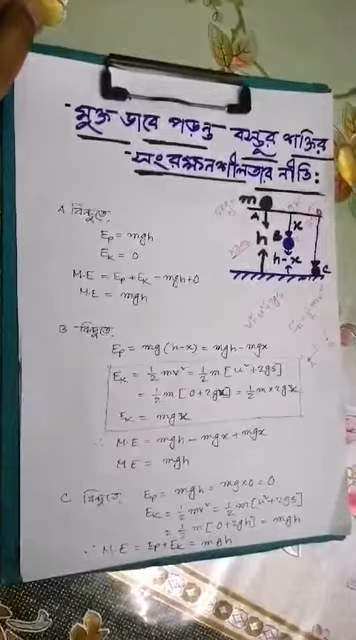 মুক্ত ভাবে পড়ন্ত বস্তুর শক্তির
সংরক্ষনশীলতার নীতি:
m
A
x
h
B
h-x
C
A বিন্দুতে,
Ep = mgh
Ek = 0
M.E = Ep + Ek = mgh+0
M.E = mgh
B বিন্দুতে,
Ep = mg (h-x) = mgh - mgx
Ek = 1/2 mv² = 1/2 m [u²+2gs]
= 1/2 m [0+2gx] = 1/2 m x 2gx
Ek = mgx
∴ M.E = mgh - mgx + mgx
M.E = mgh
C বিন্দুতে, Ep = mgh = mg×0 = 0
Ek = 1/2 mv² = 1/2 m [u²+2gs]
= 1/2 m [0+2gh] = mgh
∴ M.E = Ep+Ek = mgh